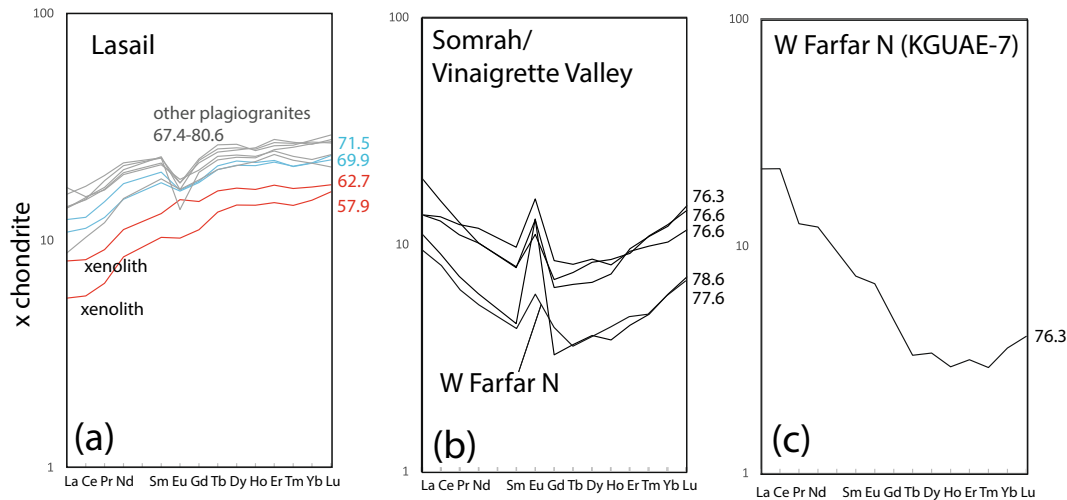 x chondrite
100
10
1
Lasail
other plagiogranites
67.4-80.6
71.5
69.9
62.7
57.9
xenolith
xenolith
(a)
La Ce Pr Nd Sm Eu Gd Tb Dy Ho Er Tm Yb Lu
100
10
1
Somrah/
Vinaigrette Valley
76.3
76.6
76.6
78.6
77.6
W Farfar N
(b)
La Ce Pr Nd Sm Eu Gd Tb Dy Ho Er Tm Yb Lu
100
10
1
W Farfar N (KGUAE-7)
76.3
(c)
La Ce Pr Nd Sm Eu Gd Tb Dy Ho Er Tm Yb Lu